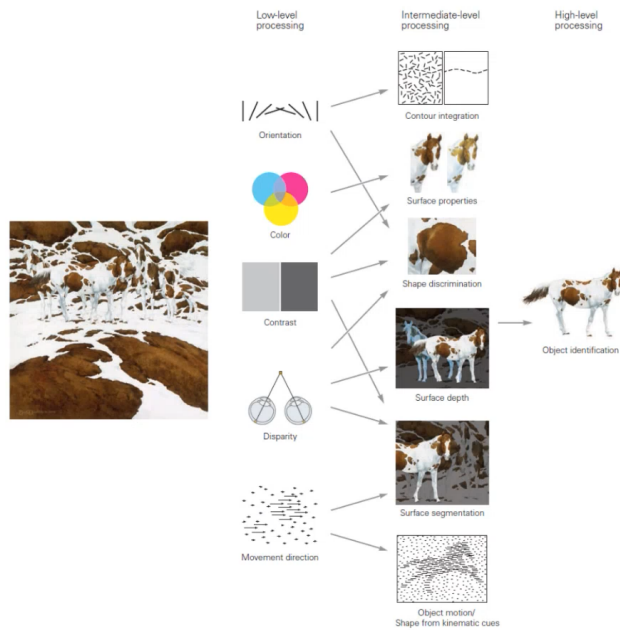 Low-level
processing
Intermediate-level
processing
High-level
processing
Orientation
Contour integration
Color
Surface properties
Contrast
Shape discrimination
Object identification
Disparity
Surface depth
Surface segmentation
Movement direction
Object motion/
Shape from kinematic cues